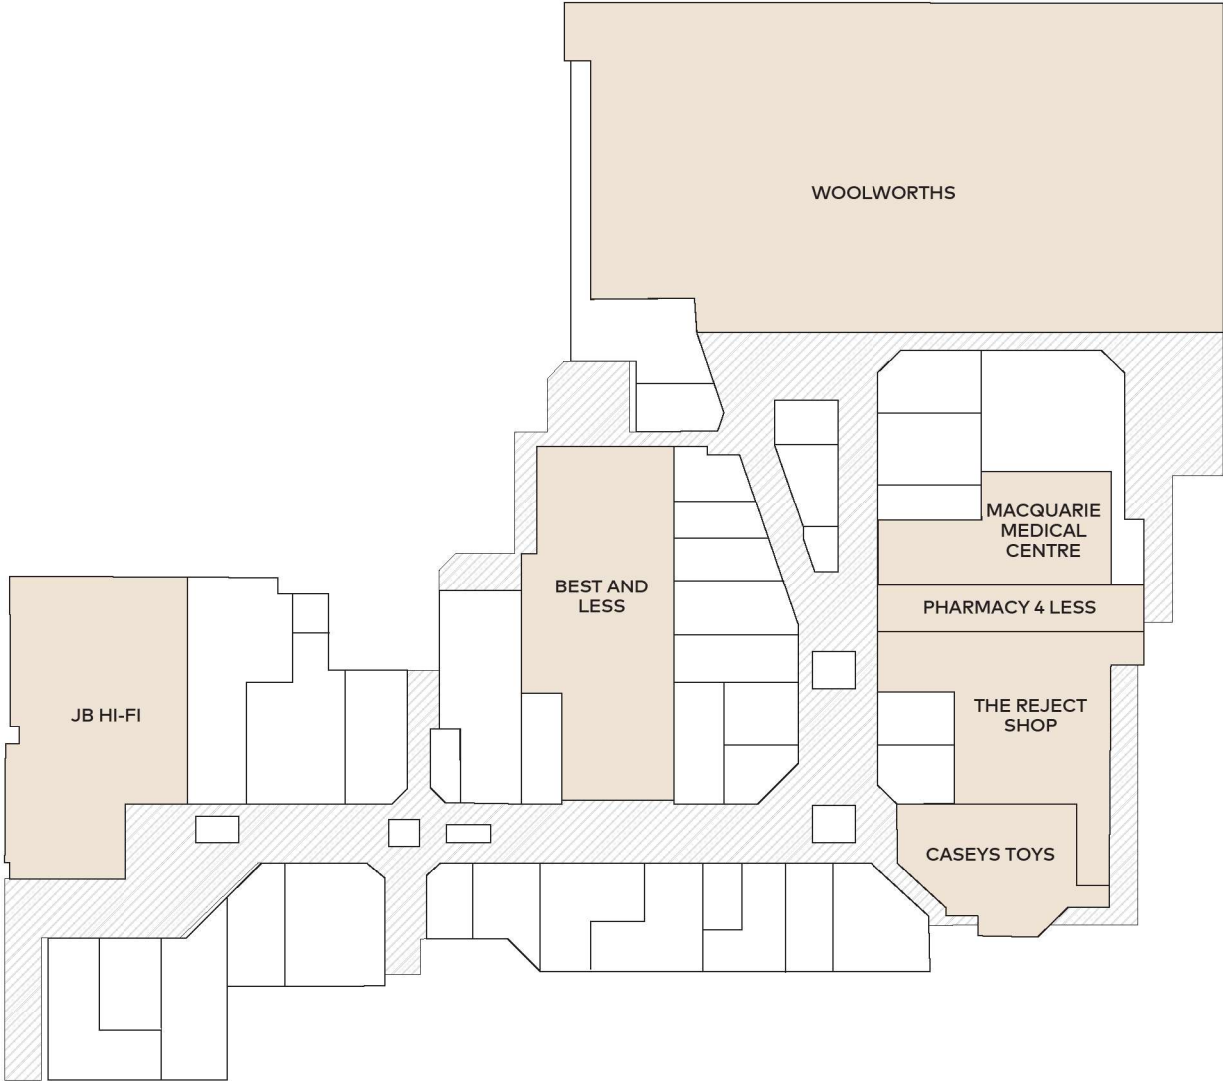 WOOLWORTHS
MACQUARIE
MEDICAL
CENTRE
BEST AND
LESS
PHARMACY 4 LESS
JB HI-FI
THE REJECT
SHOP
CASEYS TOYS